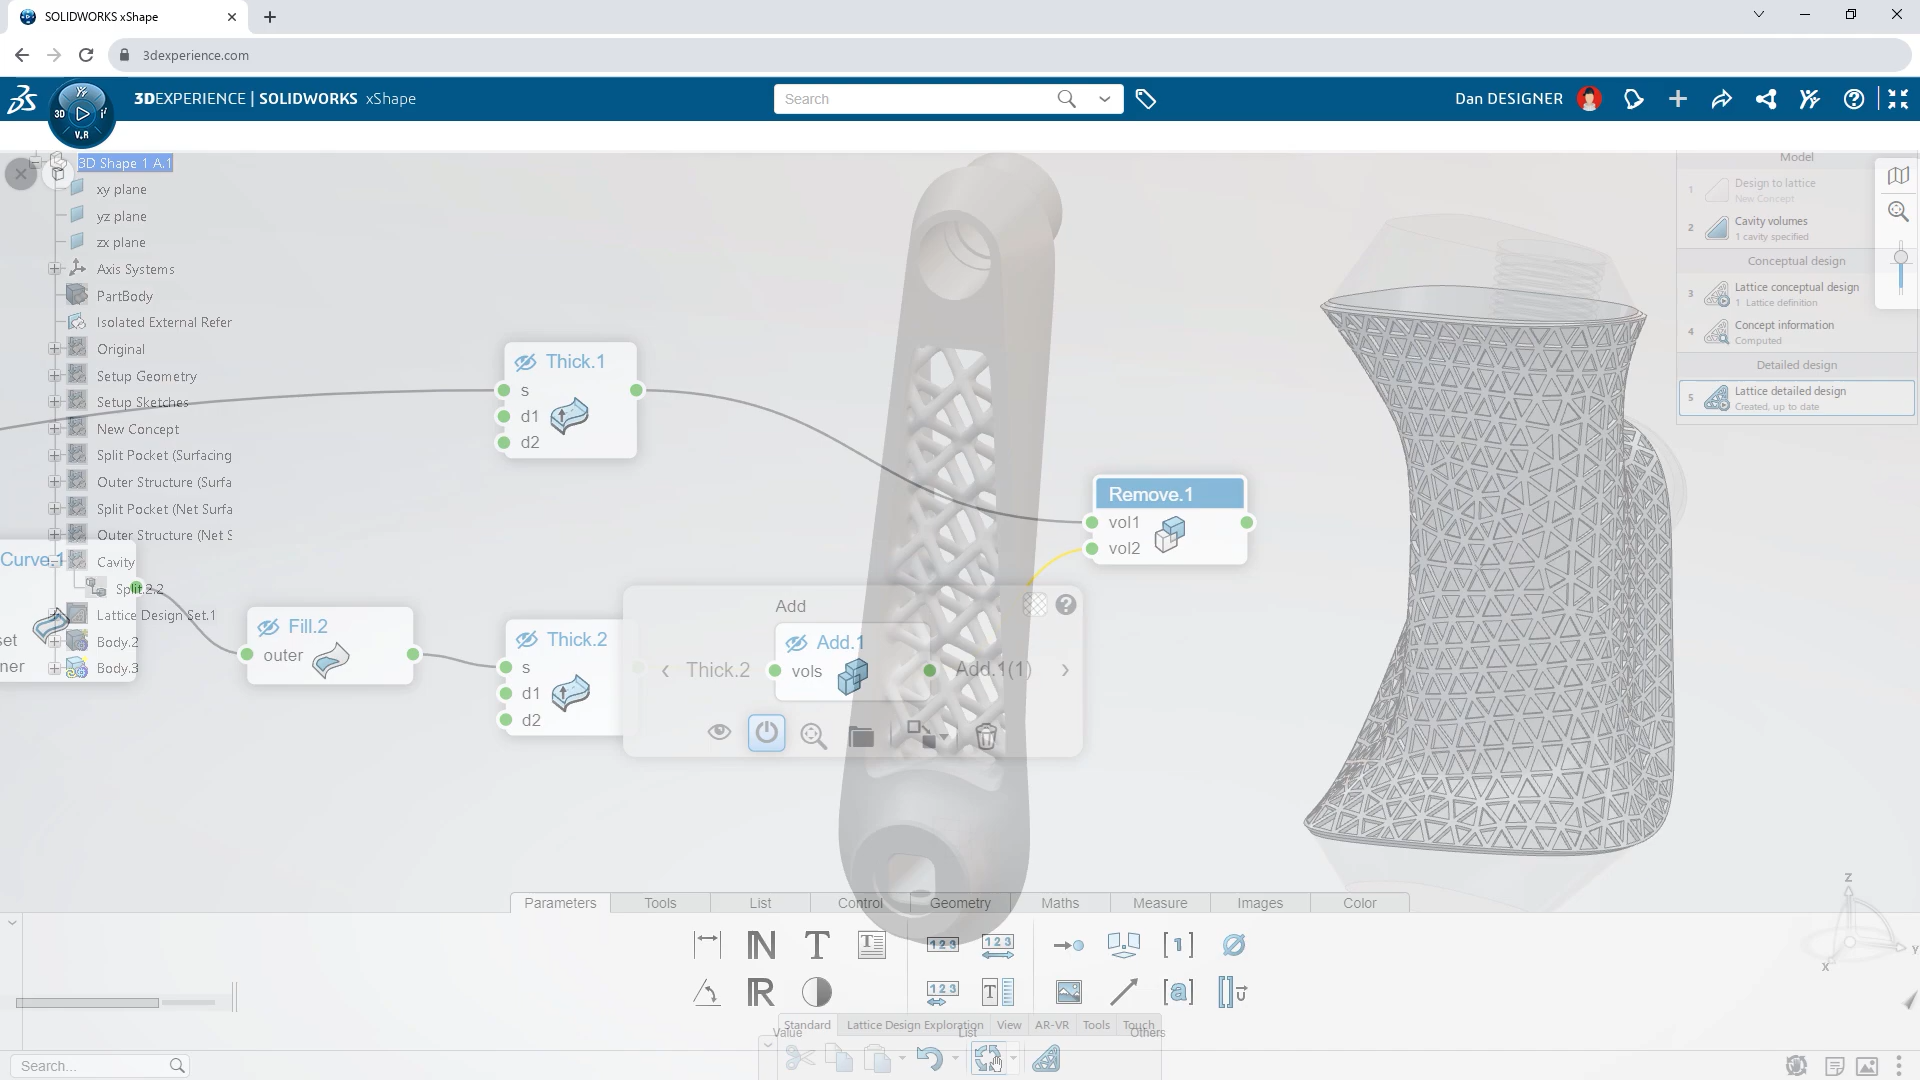 SOLIDWORKS xShape
3dexperience.com
3DEXPERIENCE | SOLIDWORKS xShape
Search
Dan DESIGNER
3D
V.R
3D Shape 1 A.1
xy plane
yz plane
zx plane
Axis Systems
PartBody
Isolated External Refer
Original
Setup Geometry
Setup Sketches
New Concept
Split Pocket (Surfacing
Outer Structure (Surfa
Split Pocket (Net Surfa
Outer Structure (Net S
Cavity
Split.2.2
Lattice Design Set.1
Body.2
Body.3
Curve.1
set
ner
Fill.2
outer
Thick.1
s
d1
d2
Thick.2
s
d1
d2
Add
Thick.2
Add.1
vols
Add.1(1)
Remove.1
vol1
vol2
Model
1 Design to lattice
New Concept
2 Cavity volumes
1 cavity specified
Conceptual design
3 Lattice conceptual design
1 Lattice definition
4 Concept information
Computed
Detailed design
5 Lattice detailed design
Created, up to date
Z
Y
X
Parameters Tools List Control Geometry Maths Measure Images Color
Standard Lattice Design Exploration View AR-VR Tools Touch
Value List Others
Search...